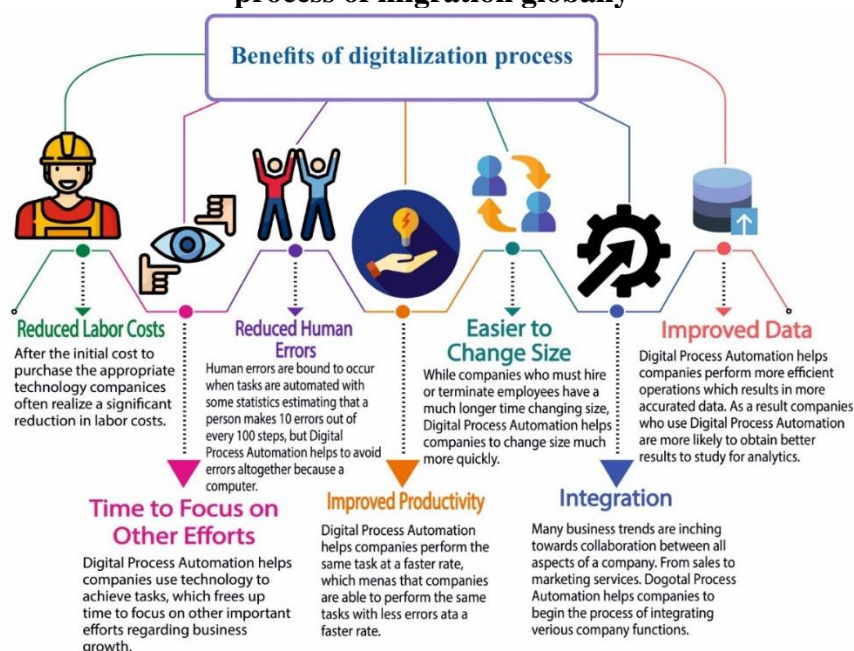 process of migration globally
Benefits of digitalization process
Reduced Labor Costs
After the initial cost to
purchase the appropriate
technology companices
often realize a significant
reduction in labor costs.
Time to Focus on
Other Efforts
Digital Process Automation helps
companies use technology to
achieve tasks, which frees up
time to focus on other important
efforts regarding business
growth.
Reduced Human
Errors
Human errors are bound to occur
when tasks are automated with
some statistics estimating that a
person makes 10 errors out of
every 100 steps, but Digital
Process Automation helps to avoid
errors altogether because a
computer.
Improved Productivity
Digital Process Automation
helps companies perform the
same task at a faster rate,
which menas that companies
are able to perform the same
tasks with less errors ata a
faster rate.
Easier to
Change Size
While companies who must hire
or terminate employees have a
much longer time changing size,
Digital Process Automation helps
companies to change size much
more quickly.
Integration
Many business trends are inching
towards collaboration between all
aspects of a company. From sales to
marketing services. Dogotal Process
Automation helps companies to
begin the process of integrating
verious company functions.
Improved Data
Digital Process Automation helps
companies perform more efficient
operations which results in more
accurated data. As a result companies
who use Digital Process Automation
are more likely to obtain better
results to study for analytics.